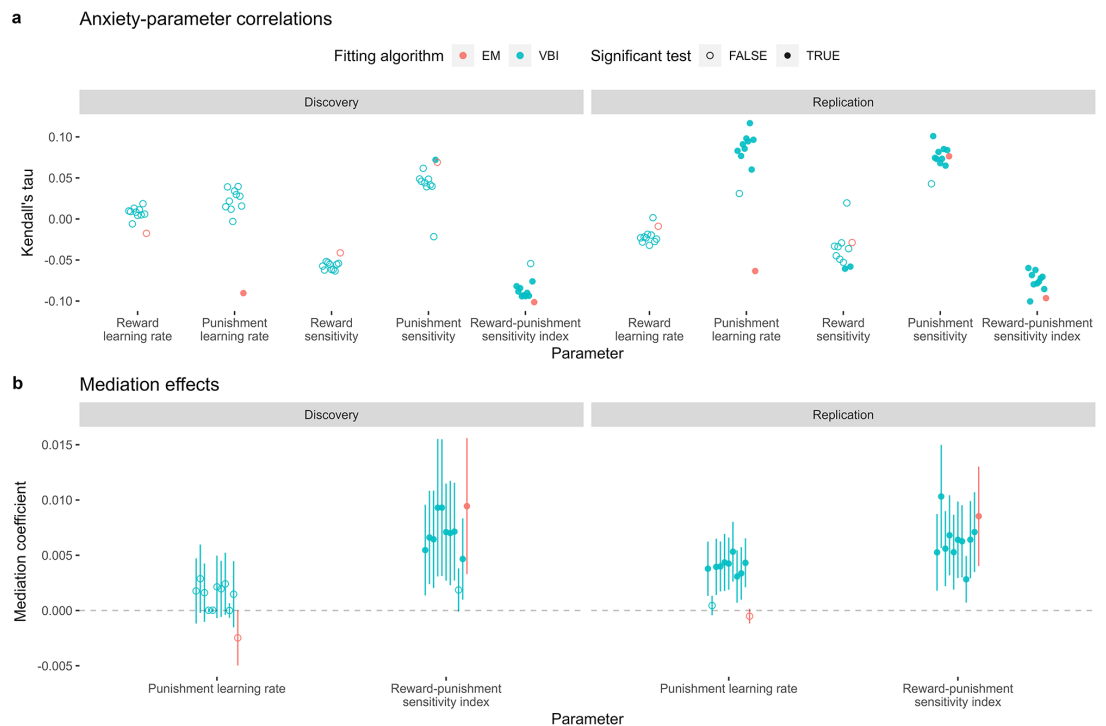 a Anxiety-parameter correlations
Fitting algorithm EM VBI Significant test FALSE TRUE
Discovery Replication
Kendall's tau
0.10
0.05
0.00
-0.05
-0.10
Reward Punishment Reward Punishment Reward-punishment Reward Punishment Reward Punishment Reward-punishment
learning rate learning rate sensitivity sensitivity sensitivity index learning rate learning rate sensitivity sensitivity sensitivity index
Parameter
b Mediation effects
Discovery Replication
Mediation coefficient
0.015
0.010
0.005
0.000
-0.005
Punishment learning rate Reward-punishment Punishment learning rate Reward-punishment
sensitivity index sensitivity index
Parameter